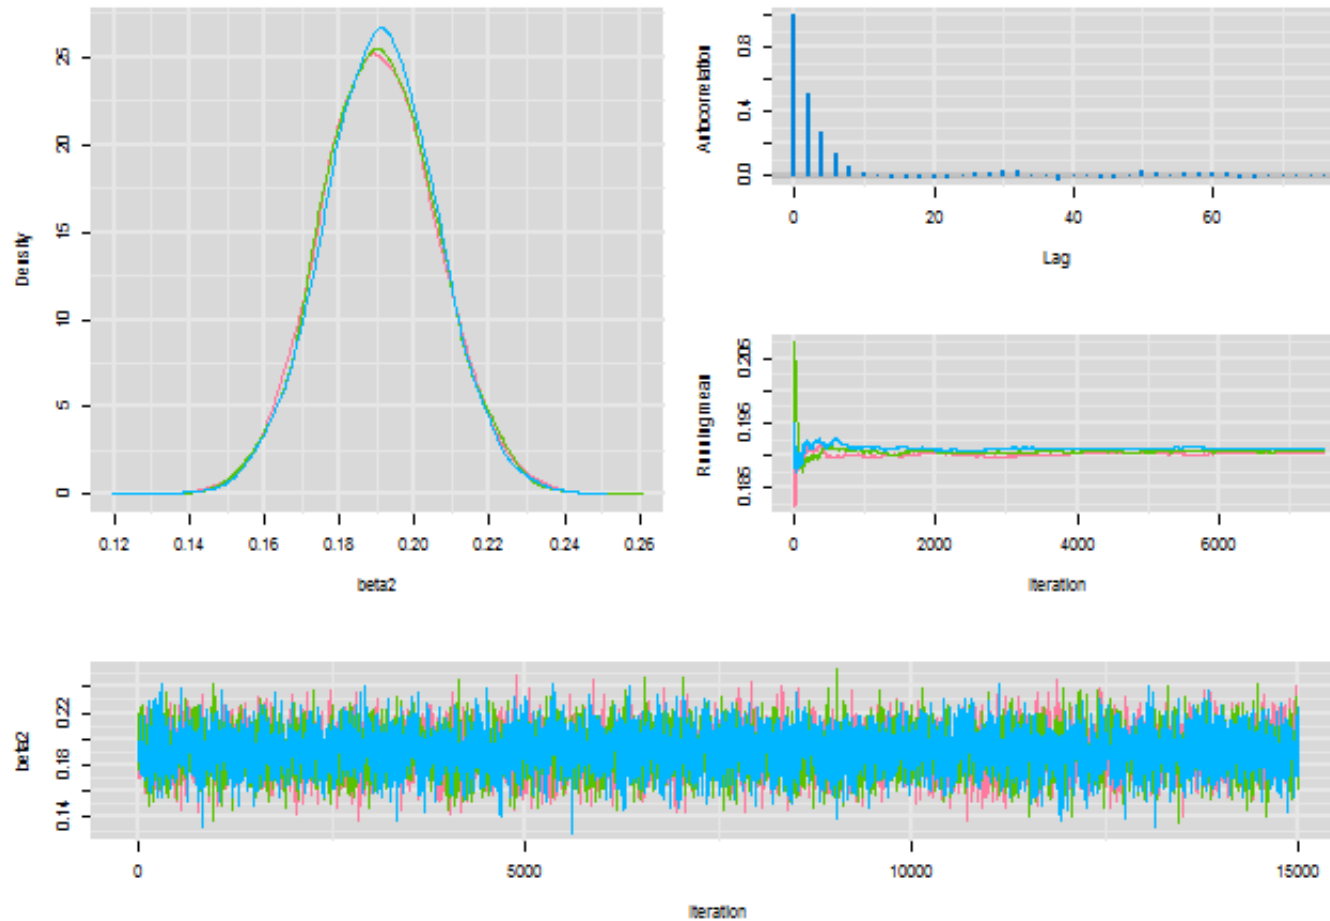 Density
25
20
15
10
5
0
0.12 0.14 0.16 0.18 0.20 0.22 0.24 0.26
beta2
Autocorrelation
0.8
0.4
0.0
0 20 40 60
Lag
Running mean
0.205
0.195
0.185
0 2000 4000 6000
Iteration
beta2
0.22
0.18
0.14
0 5000 10000 15000
Iteration